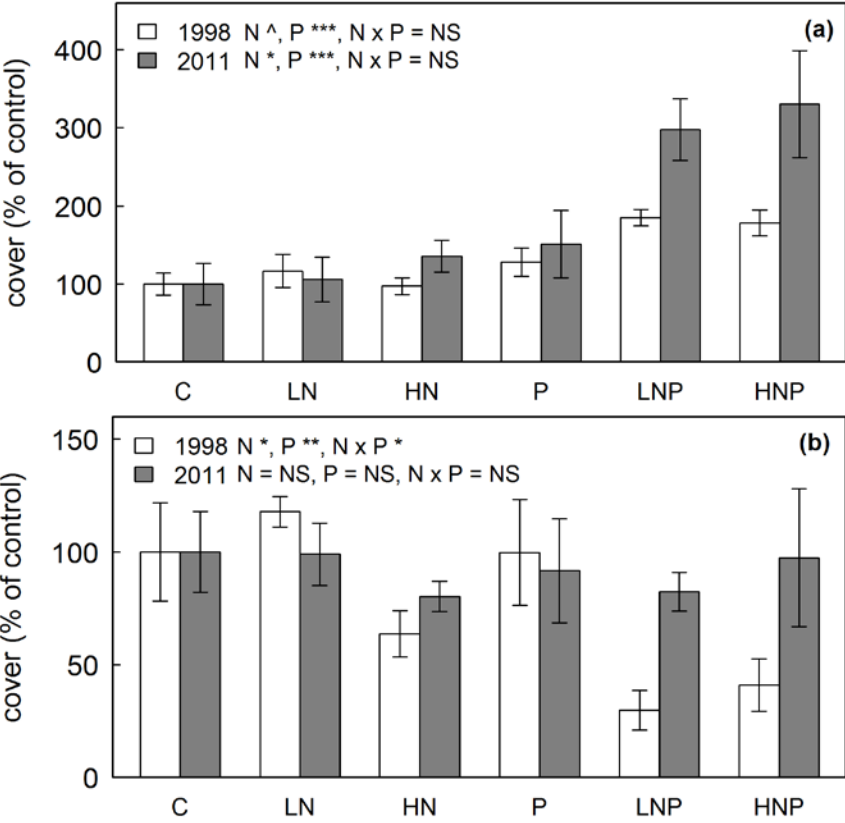 (a)
1998 N ^, P ***, N x P = NS
2011 N *, P ***, N x P = NS
cover (% of control)
400
300
200
100
0
C LN HN P LNP HNP
(b)
1998 N *, P **, N x P *
2011 N = NS, P = NS, N x P = NS
cover (% of control)
150
100
50
0
C LN HN P LNP HNP